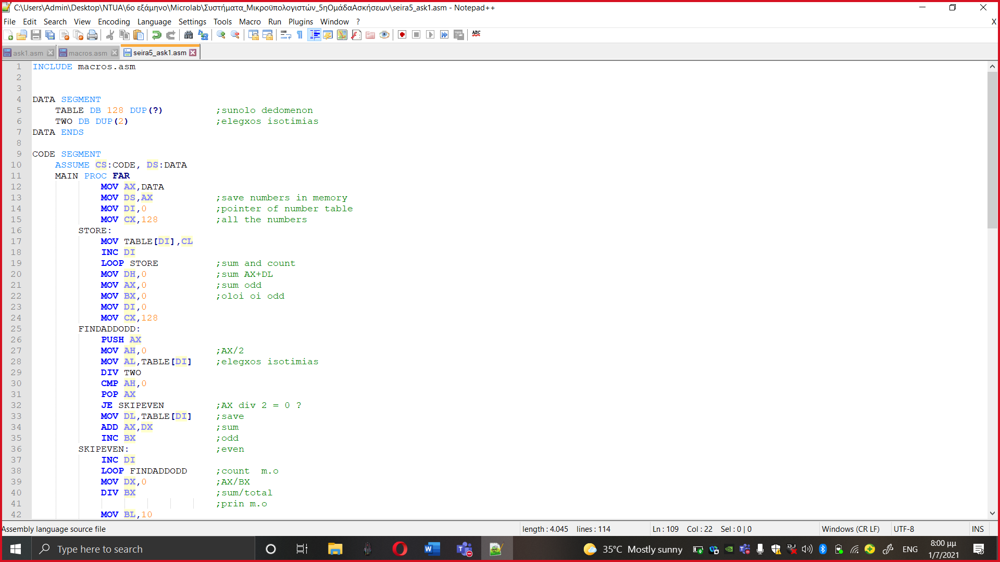 C:\Users\Admin\Desktop\NTUA\6ο εξάμηνο\Microlab\Συστήματα_Μικροϋπολογιστών_5ηΟμάδαΑσκήσεων\seira5_ask1.asm - Notepad++
File Edit Search View Encoding Language Settings Tools Macro Run Plugins Window ? X
ABC
ask1.asm macros.asm seira5_ask1.asm
1 INCLUDE macros.asm
2
3
4 DATA SEGMENT
5 TABLE DB 128 DUP(?) ;sunolo dedomenon
6 TWO DB DUP(2) ;elegxos isotimias
7 DATA ENDS
8
9 CODE SEGMENT
10 ASSUME CS:CODE, DS:DATA
11 MAIN PROC FAR
12 MOV AX,DATA
13 MOV DS,AX ;save numbers in memory
14 MOV DI,0 ;pointer of number table
15 MOV CX,128 ;all the numbers
16 STORE:
17 MOV TABLE[DI],CL
18 INC DI
19 LOOP STORE ;sum and count
20 MOV DH,0 ;sum AX+DL
21 MOV AX,0 ;sum odd
22 MOV BX,0 ;oloi oi odd
23 MOV DI,0
24 MOV CX,128
25 FINDADDODD:
26 PUSH AX
27 MOV AH,0 ;AX/2
28 MOV AL,TABLE[DI] ;elegxos isotimias
29 DIV TWO
30 CMP AH,0
31 POP AX
32 JE SKIPEVEN ;AX div 2 = 0 ?
33 MOV DL,TABLE[DI] ;save
34 ADD AX,DX ;sum
35 INC BX ;odd
36 SKIPEVEN: ;even
37 INC DI
38 LOOP FINDADDODD ;count  m.o
39 MOV DX,0 ;AX/BX
40 DIV BX ;sum/total
41 ;prin m.o
42 MOV BL,10
Assembly language source file length : 4.045 lines : 114 Ln : 109 Col : 22 Sel : 0 | 0 Windows (CR LF) UTF-8 INS
Type here to search 35°C Mostly sunny ENG 8:00 μμ
1/7/2021